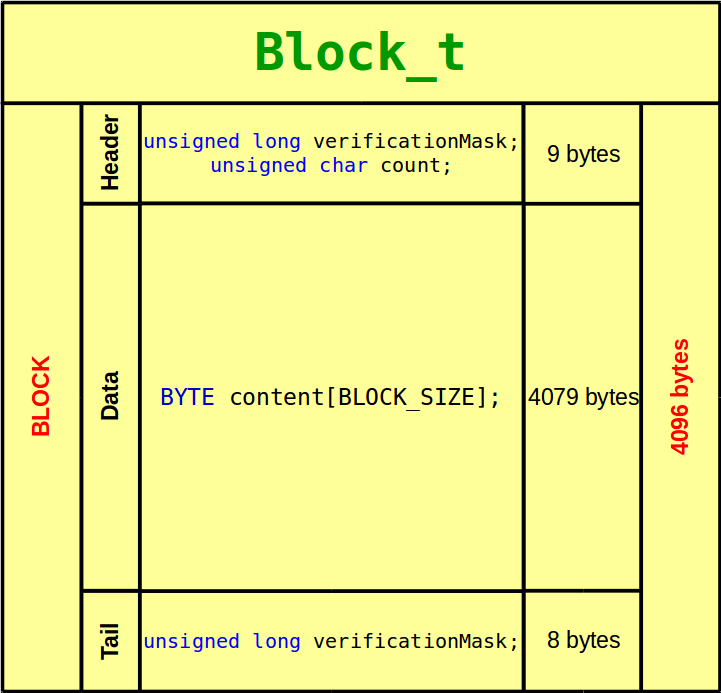 Block_t
BLOCK
Header
unsigned long verificationMask;
unsigned char count;
9 bytes
Data
BYTE content[BLOCK_SIZE];
4079 bytes
Tail
unsigned long verificationMask;
8 bytes
4096 bytes